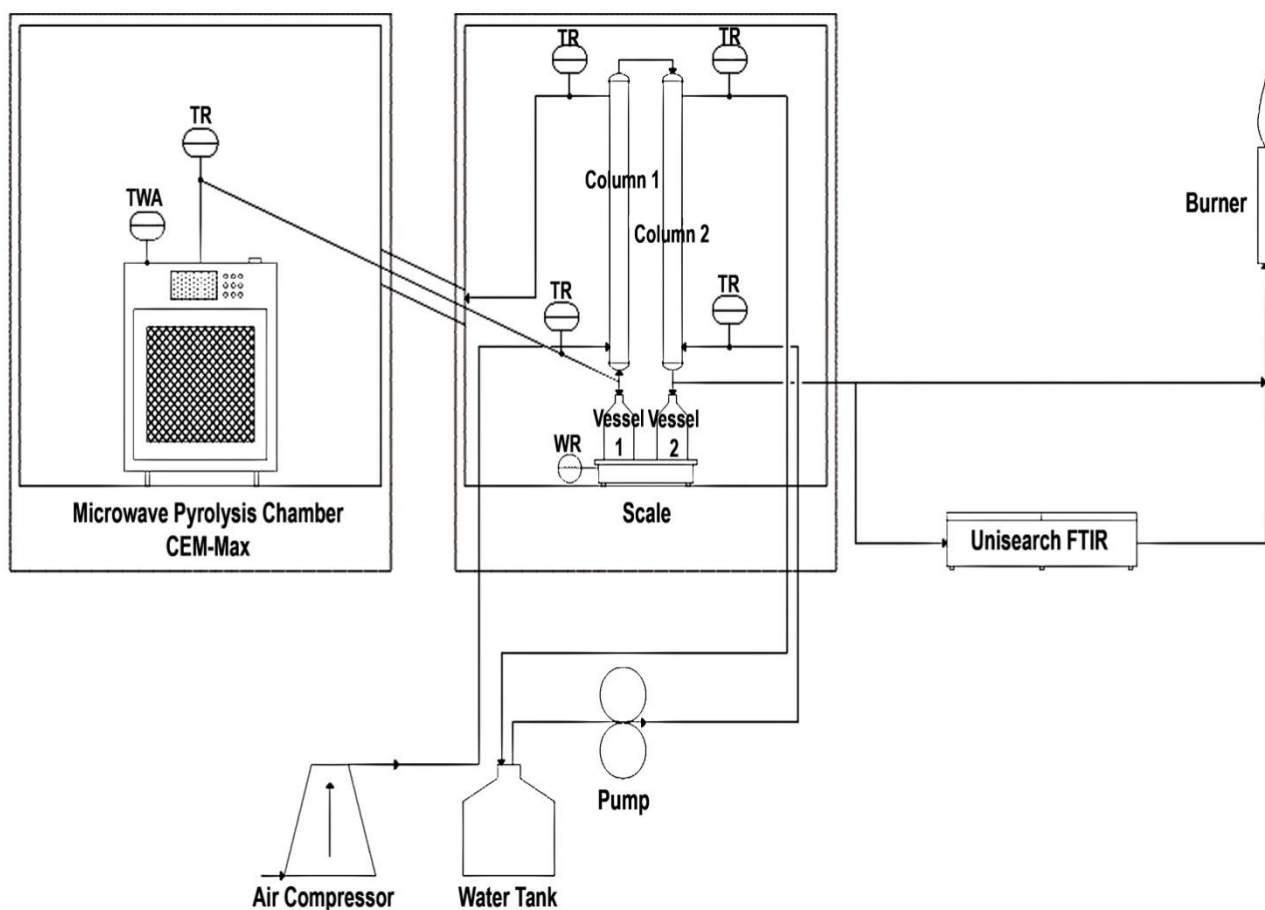 TR
TR
TR
TWA
Column 1
Column 2
Burner
TR
TR
Vessel
1
Vessel
2
WR
Microwave Pyrolysis Chamber
CEM-Max
Scale
Unisearch FTIR
Pump
Air Compressor
Water Tank